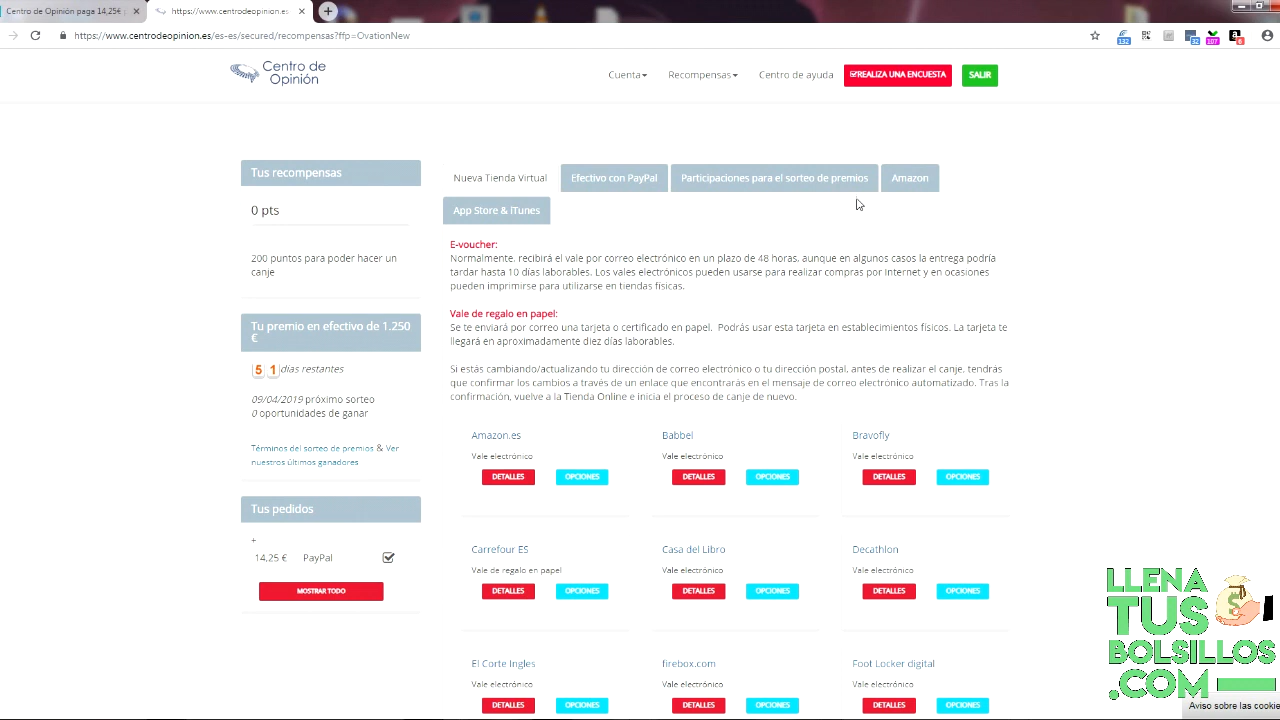 Centro de Opinión paga 14,25€
https://www.centrodeopinion.es
https://www.centrodeopinion.es/es-es/secured/recompensas?ffp=OvationNew
132
32
107
6
Centro de
Opinión
Cuenta
Recompensas
Centro de ayuda
REALIZA UNA ENCUESTA
SALIR
Tus recompensas
0 pts
200 puntos para poder hacer un
canje
Tu premio en efectivo de 1.250
€
5 1 días restantes
09/04/2019 próximo sorteo
0 oportunidades de ganar
Términos del sorteo de premios & Ver
nuestros últimos ganadores
Tus pedidos
+
14,25 € PayPal
MOSTRAR TODO
Nueva Tienda Virtual
Efectivo con PayPal
Participaciones para el sorteo de premios
Amazon
App Store & iTunes
E-voucher:
Normalmente, recibirá el vale por correo electrónico en un plazo de 48 horas, aunque en algunos casos la entrega podría
tardar hasta 10 días laborables. Los vales electrónicos pueden usarse para realizar compras por Internet y en ocasiones
pueden imprimirse para utilizarse en tiendas físicas.
Vale de regalo en papel:
Se te enviará por correo una tarjeta o certificado en papel. Podrás usar esta tarjeta en establecimientos físicos. La tarjeta te
llegará en aproximadamente diez días laborables.
Si estás cambiando/actualizando tu dirección de correo electrónico o tu dirección postal, antes de realizar el canje, tendrás
que confirmar los cambios a través de un enlace que encontrarás en el mensaje de correo electrónico automatizado. Tras la
confirmación, vuelve a la Tienda Online e inicia el proceso de canje de nuevo.
Amazon.es
Vale electrónico
DETALLES OPCIONES
Babbel
Vale electrónico
DETALLES OPCIONES
Bravofly
Vale electrónico
DETALLES OPCIONES
Carrefour ES
Vale de regalo en papel
DETALLES OPCIONES
Casa del Libro
Vale electrónico
DETALLES OPCIONES
Decathlon
Vale electrónico
DETALLES OPCIONES
El Corte Ingles
Vale electrónico
DETALLES OPCIONES
firebox.com
Vale electrónico
DETALLES OPCIONES
Foot Locker digital
Vale electrónico
DETALLES OPCIONES
LLENA
TUS
BOLSILLOS
.COM
Aviso sobre las cooki